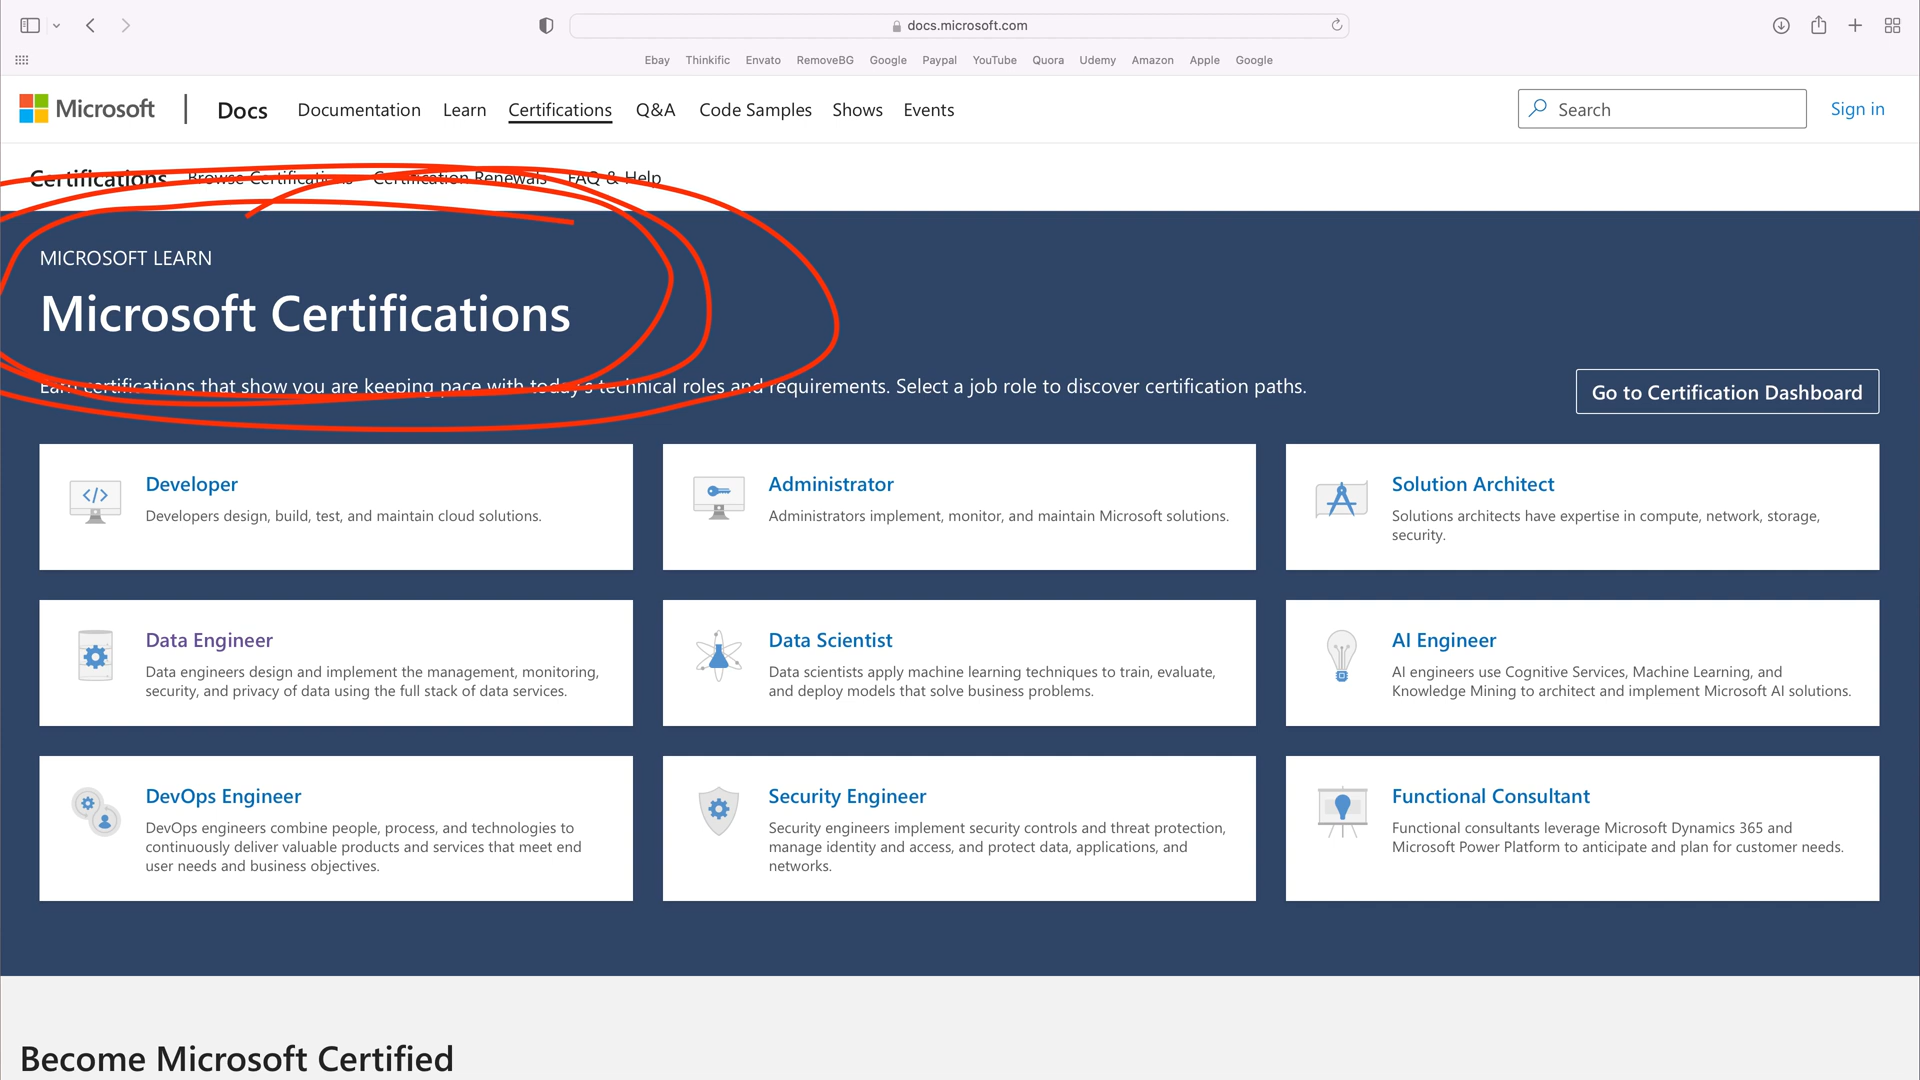 docs.microsoft.com
Ebay Thinkific Envato RemoveBG Google Paypal YouTube Quora Udemy Amazon Apple Google
Microsoft Docs Documentation Learn Certifications Q&A Code Samples Shows Events Search Sign in
Certifications Browse Certifications Certification Renewals FAQ & Help
MICROSOFT LEARN
Microsoft Certifications
Earn certifications that show you are keeping pace with today's technical roles and requirements. Select a job role to discover certification paths.
Go to Certification Dashboard
Developer
Developers design, build, test, and maintain cloud solutions.
Administrator
Administrators implement, monitor, and maintain Microsoft solutions.
Solution Architect
Solutions architects have expertise in compute, network, storage,
security.
Data Engineer
Data engineers design and implement the management, monitoring,
security, and privacy of data using the full stack of data services.
Data Scientist
Data scientists apply machine learning techniques to train, evaluate,
and deploy models that solve business problems.
AI Engineer
AI engineers use Cognitive Services, Machine Learning, and
Knowledge Mining to architect and implement Microsoft AI solutions.
DevOps Engineer
DevOps engineers combine people, process, and technologies to
continuously deliver valuable products and services that meet end
user needs and business objectives.
Security Engineer
Security engineers implement security controls and threat protection,
manage identity and access, and protect data, applications, and
networks.
Functional Consultant
Functional consultants leverage Microsoft Dynamics 365 and
Microsoft Power Platform to anticipate and plan for customer needs.
Become Microsoft Certified